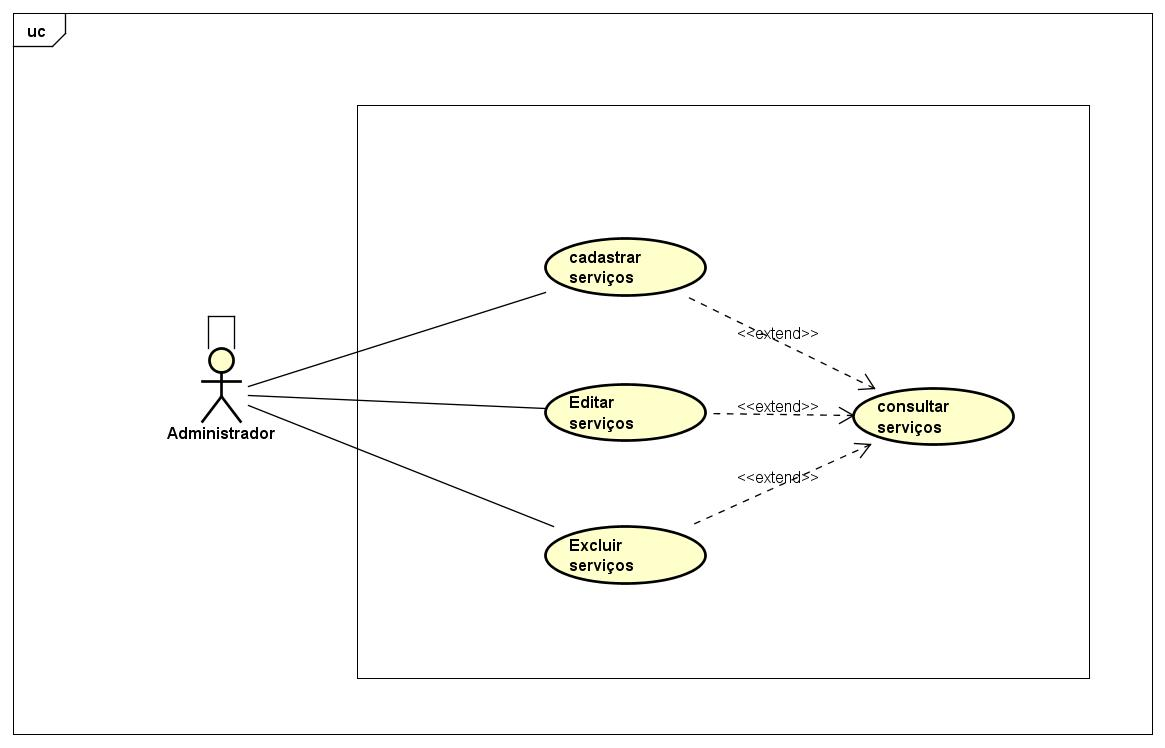 uc
cadastrar
serviços
<<extend>>
Editar
serviços
<<extend>>
consultar
serviços
Administrador
<<extend>>
Excluir
serviços